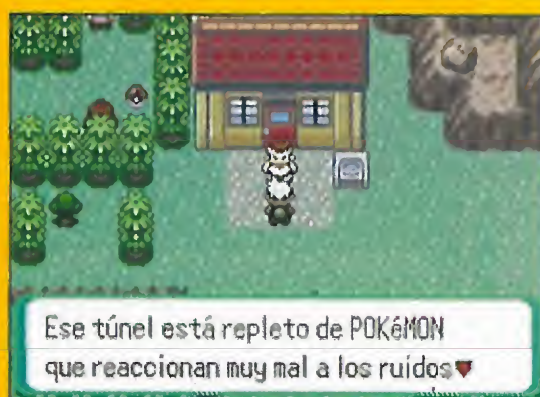 Ese túnel está repleto de POKéMON
que reaccionan muy mal a los ruidos